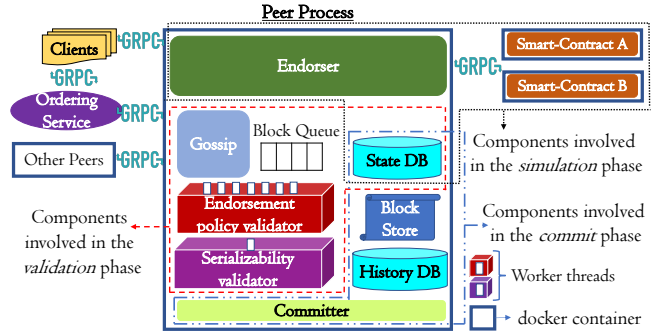 Peer Process
Clients
GRPC
Endorser
GRPC
Smart-Contract A
Smart-Contract B
GRPC
Ordering
Service
GRPC
Gossip
Block Queue
State DB
Components involved
in the simulation phase
Other Peers
GRPC
Endorsement
policy validator
Block
Store
Components
involved in the
validation phase
Components involved
in the commit phase
Serializability
validator
History DB
Worker threads
Committer
docker container